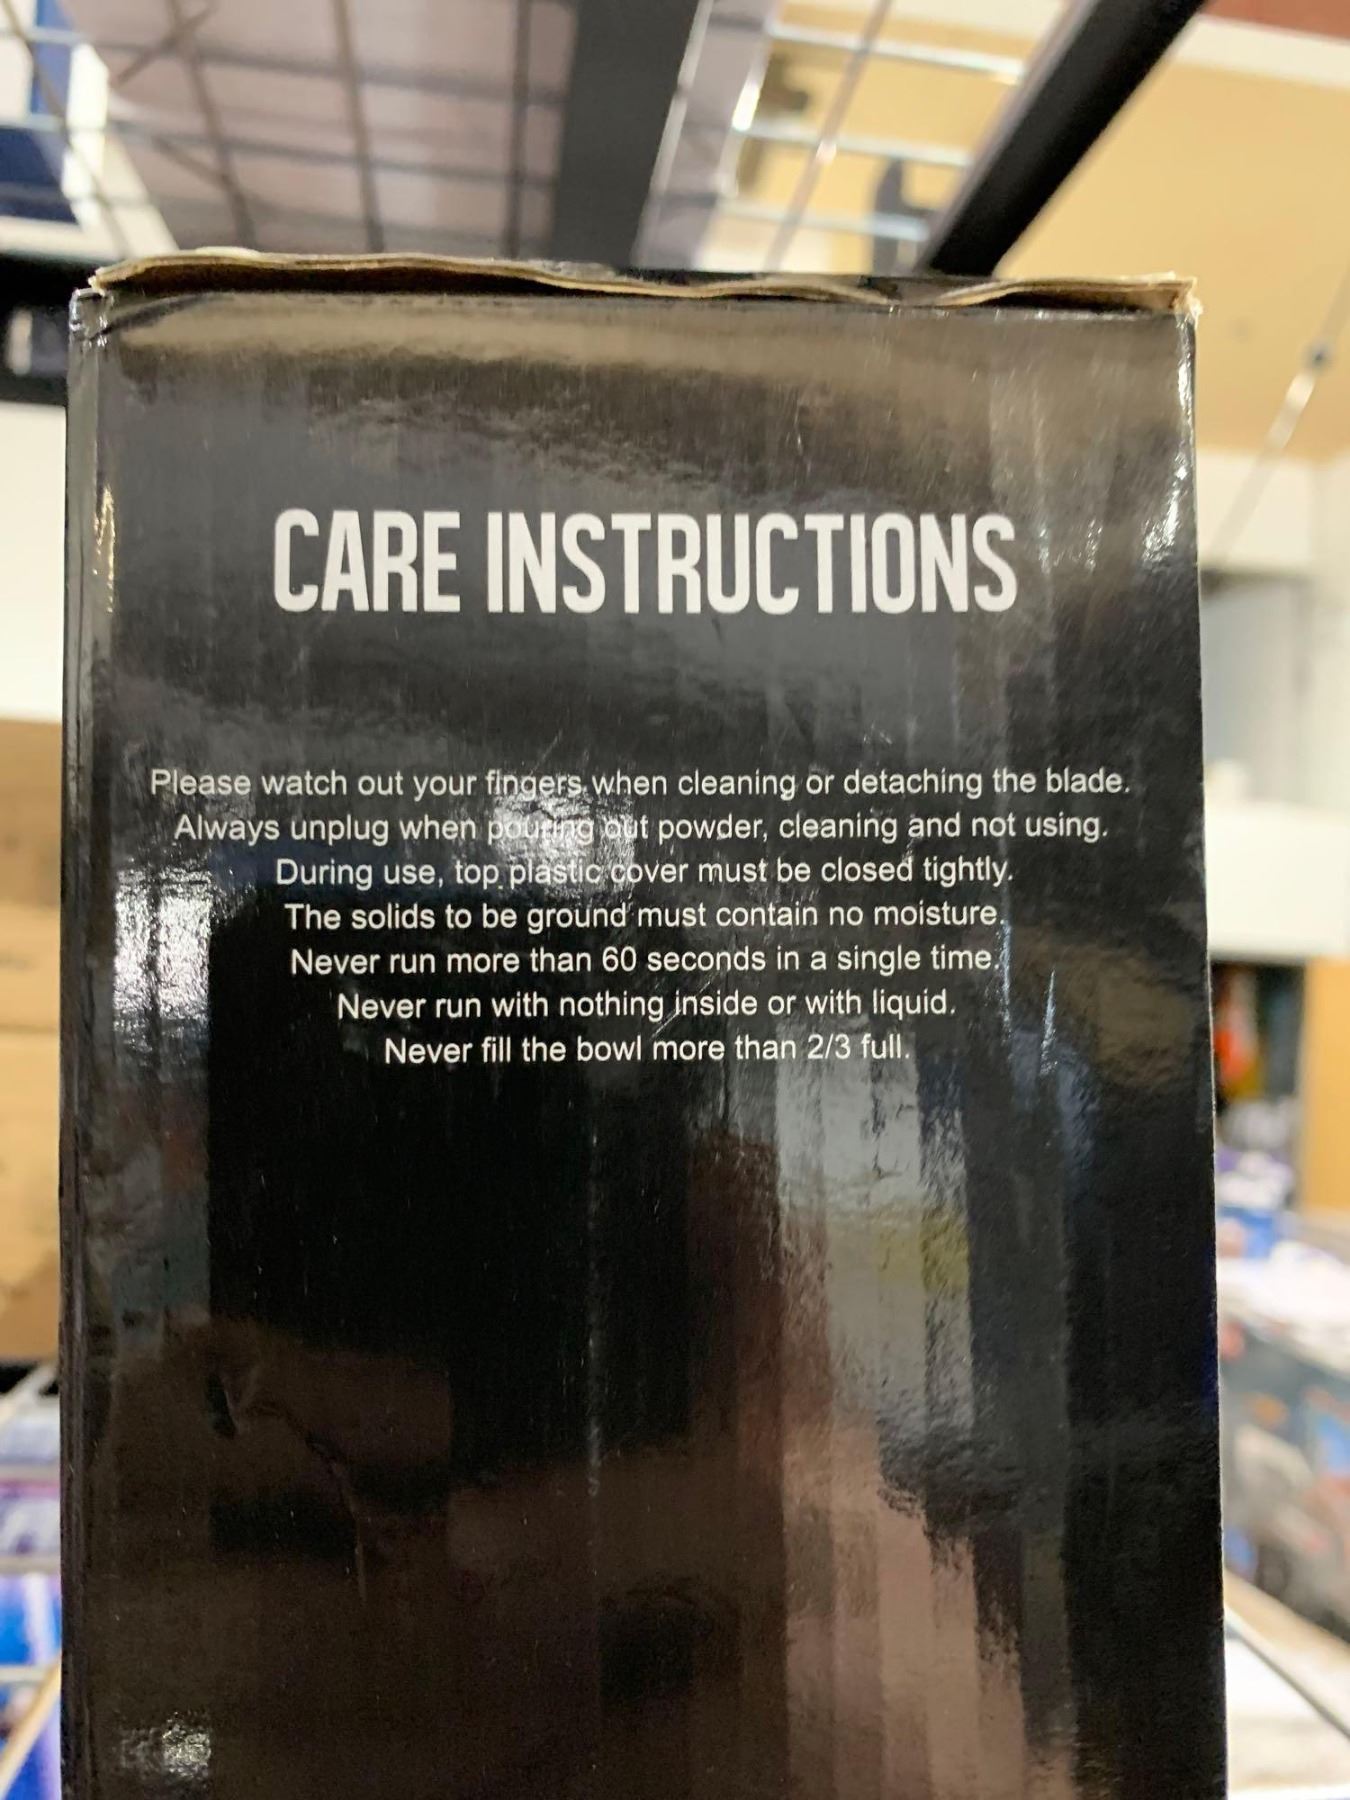 CARE INSTRUCTIONS
Please watch out your fingers when cleaning or detaching the blade.
Always unplug when pouring out powder, cleaning and not using.
During use, top plastic cover must be closed tightly.
The solids to be ground must contain no moisture.
Never run more than 60 seconds in a single time.
Never run with nothing inside or with liquid.
Never fill the bowl more than 2/3 full.